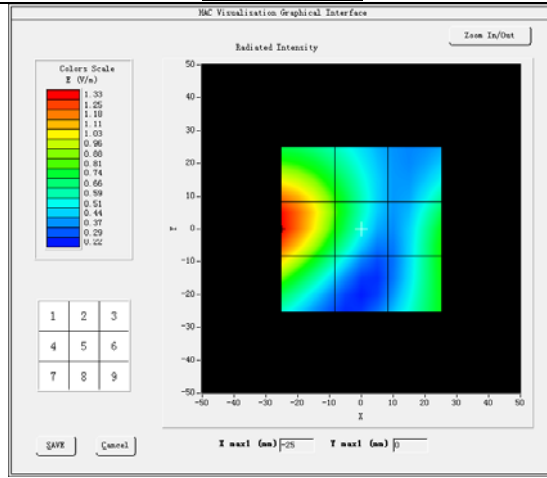 HAC Visualisation Graphical Interface
Zoom In/Out
Radiated Intensity
Colors Scale
E (V/m)
1.33
1.25
1.18
1.11
1.03
0.96
0.88
0.81
0.74
0.66
0.59
0.51
0.44
0.37
0.29
0.22
50
40
30
20
10
0
-10
-20
-30
-40
-50
Y
-50 -40 -30 -20 -10 0 10 20 30 40 50
X
1 2 3
4 5 6
7 8 9
SAVE Cancel X max1 (mm) -25 Y max1 (mm) 0